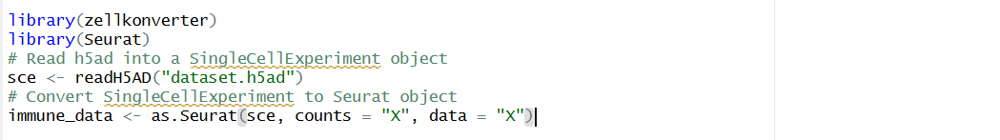 library(zellkonverter)
library(Seurat)
# Read h5ad into a SingleCellExperiment object
sce <- readH5AD("dataset.h5ad")
# Convert SingleCellExperiment to Seurat object
immune_data <- as.Seurat(sce, counts = "X", data = "X")